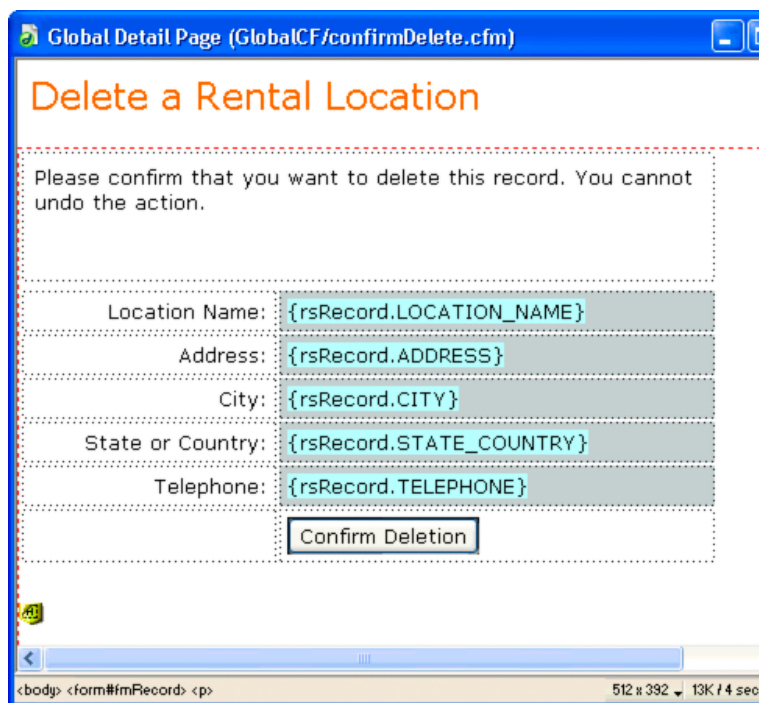 Global Detail Page (GlobalCF/confirmDelete.cfm)
Delete a Rental Location
Please confirm that you want to delete this record. You cannot
undo the action.
Location Name: {rsRecord.LOCATION_NAME}
Address: {rsRecord.ADDRESS}
City: {rsRecord.CITY}
State or Country: {rsRecord.STATE_COUNTRY}
Telephone: {rsRecord.TELEPHONE}
Confirm Deletion
<body> <form#fmRecord> <p> 512 x 392 13K / 4 sec